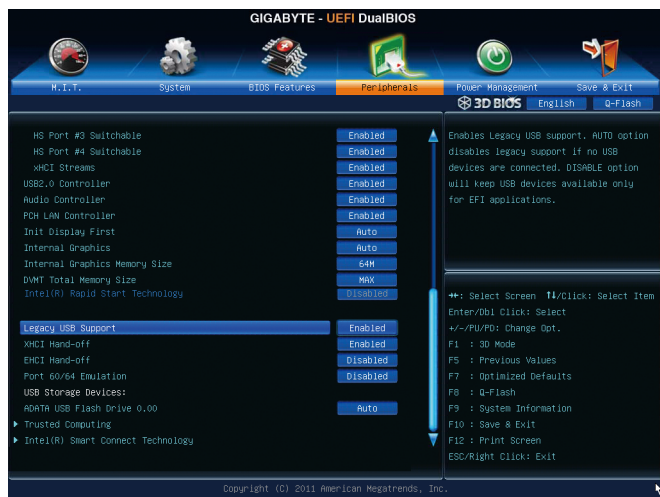 GIGABYTE - UEFI DualBIOS
M.I.T. System BIOS Features Peripherals Power Management Save & Exit
3D BIOS English Q-Flash
HS Port #3 Switchable Enabled
HS Port #4 Switchable Enabled
xHCI Streams Enabled
USB2.0 Controller Enabled
Audio Controller Enabled
PCH LAN Controller Enabled
Init Display First Auto
Internal Graphics Auto
Internal Graphics Memory Size 64M
DVMT Total Memory Size MAX
Intel(R) Rapid Start Technology Disabled
Legacy USB Support Enabled
XHCI Hand-off Enabled
EHCI Hand-off Disabled
Port 60/64 Emulation Disabled
USB Storage Devices:
ADATA USB Flash Drive 0.00 Auto
Trusted Computing
Intel(R) Smart Connect Technology
Enables Legacy USB support. AUTO option
disables legacy support if no USB
devices are connected. DISABLE option
will keep USB devices available only
for EFI applications.
↔: Select Screen ↑↓/Click: Select Item
Enter/Dbl Click: Select
+/-/PU/PD: Change Opt.
F1 : 3D Mode
F5 : Previous Values
F7 : Optimized Defaults
F8 : Q-Flash
F9 : System Information
F10 : Save & Exit
F12 : Print Screen
ESC/Right Click: Exit
Copyright (C) 2011 American Megatrends, Inc.